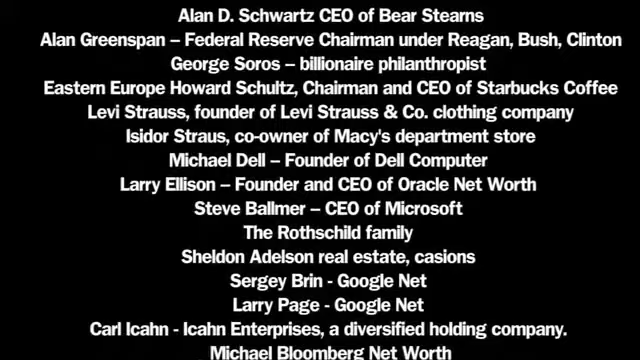 Alan D. Schwartz CEO of Bear Stearns
Alan Greenspan – Federal Reserve Chairman under Reagan, Bush, Clinton
George Soros – billionaire philanthropist
Eastern Europe Howard Schultz, Chairman and CEO of Starbucks Coffee
Levi Strauss, founder of Levi Strauss & Co. clothing company
Isidor Straus, co-owner of Macy's department store
Michael Dell – Founder of Dell Computer
Larry Ellison – Founder and CEO of Oracle Net Worth
Steve Ballmer – CEO of Microsoft
The Rothschild family
Sheldon Adelson real estate, casions
Sergey Brin - Google Net
Larry Page - Google Net
Carl Icahn - Icahn Enterprises, a diversified holding company.
Michael Bloomberg Net Worth